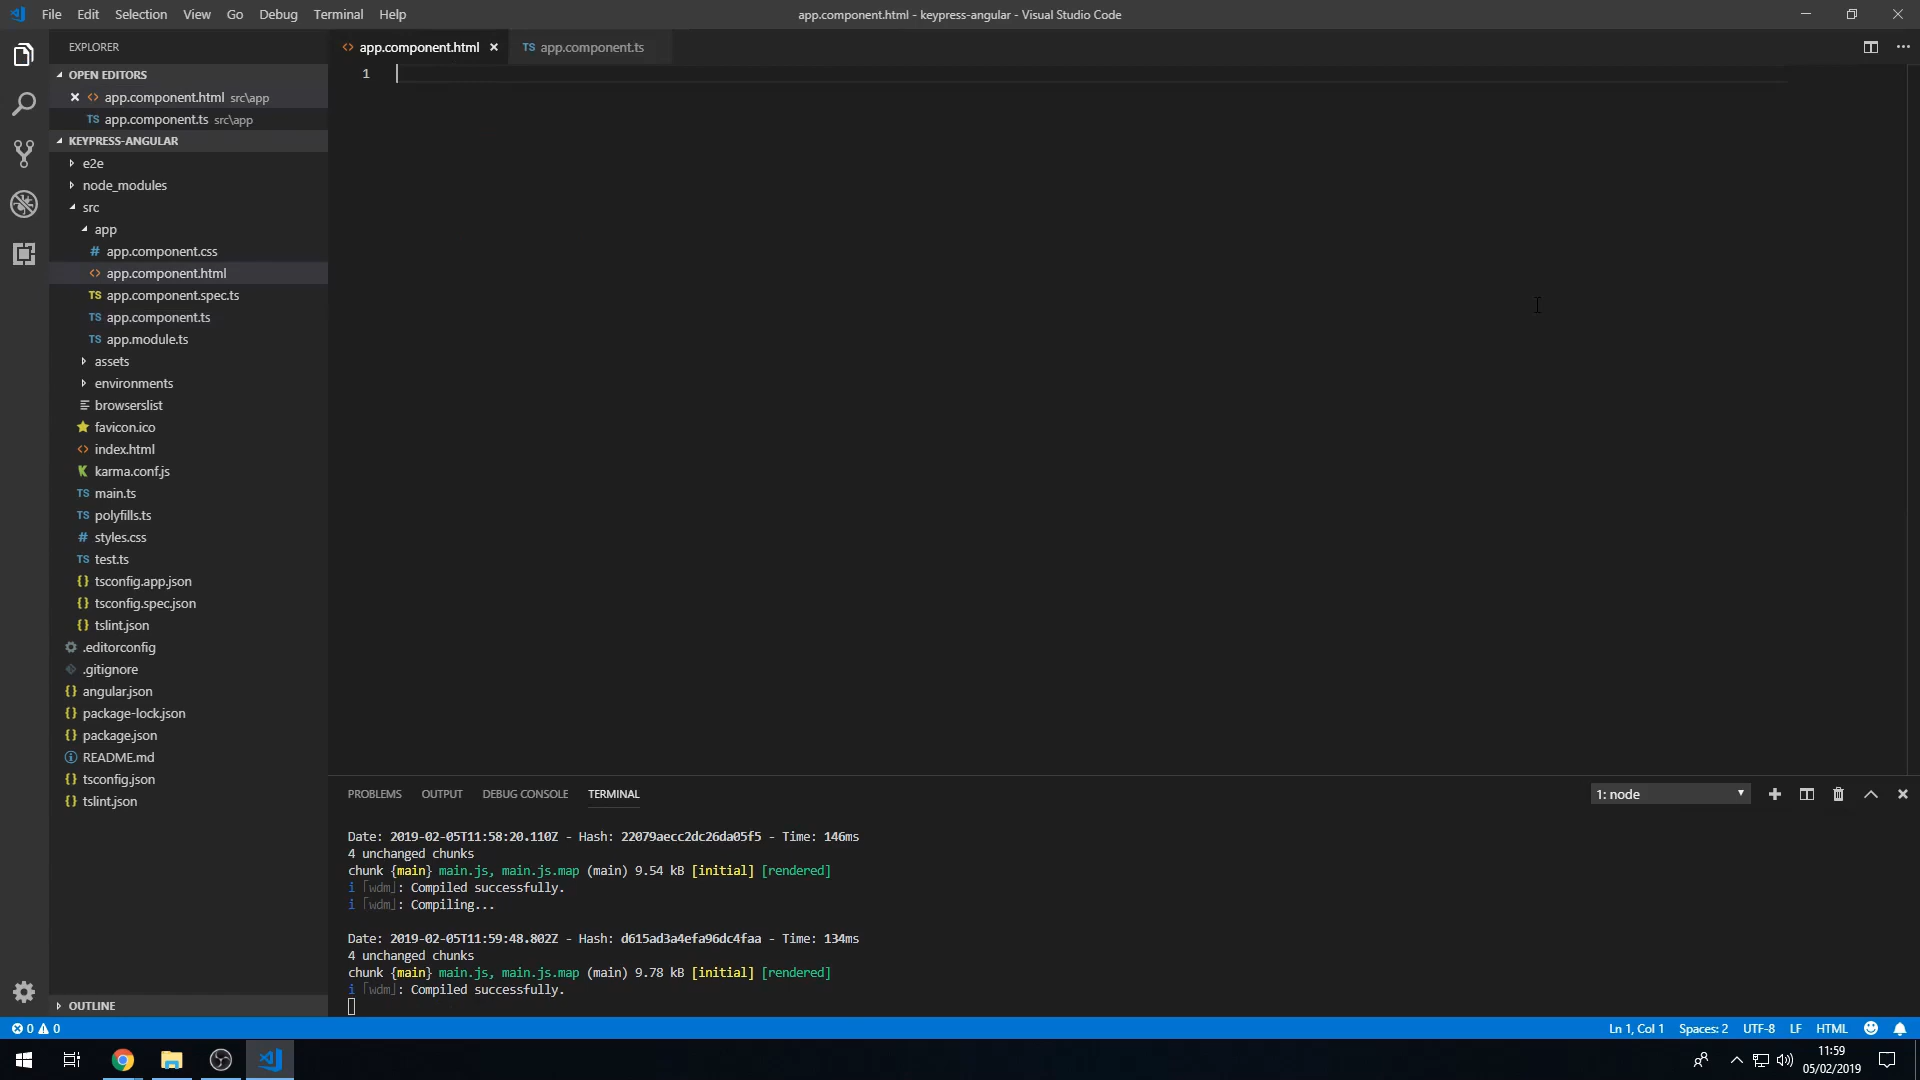 File Edit Selection View Go Debug Terminal Help
app.component.html - keypress-angular - Visual Studio Code
EXPLORER
OPEN EDITORS
app.component.html src\app
TS app.component.ts src\app
KEYPRESS-ANGULAR
e2e
node_modules
src
app
# app.component.css
<> app.component.html
TS app.component.spec.ts
TS app.component.ts
TS app.module.ts
assets
environments
browserslist
favicon.ico
<> index.html
K karma.conf.js
TS main.ts
TS polyfills.ts
# styles.css
TS test.ts
{} tsconfig.app.json
{} tsconfig.spec.json
{} tslint.json
.editorconfig
.gitignore
{} angular.json
{} package-lock.json
{} package.json
README.md
{} tsconfig.json
{} tslint.json
OUTLINE
<> app.component.html
TS app.component.ts
1
PROBLEMS OUTPUT DEBUG CONSOLE TERMINAL
1: node
Date: 2019-02-05T11:58:20.110Z - Hash: 22079aecc2dc26da05f5 - Time: 146ms
4 unchanged chunks
chunk {main} main.js, main.js.map (main) 9.54 kB [initial] [rendered]
i ｢wdm｣: Compiled successfully.
i ｢wdm｣: Compiling...
Date: 2019-02-05T11:59:48.802Z - Hash: d615ad3a4efa96dc4faa - Time: 134ms
4 unchanged chunks
chunk {main} main.js, main.js.map (main) 9.78 kB [initial] [rendered]
i ｢wdm｣: Compiled successfully.
0 0
Ln 1, Col 1 Spaces: 2 UTF-8 LF HTML
11:59
05/02/2019